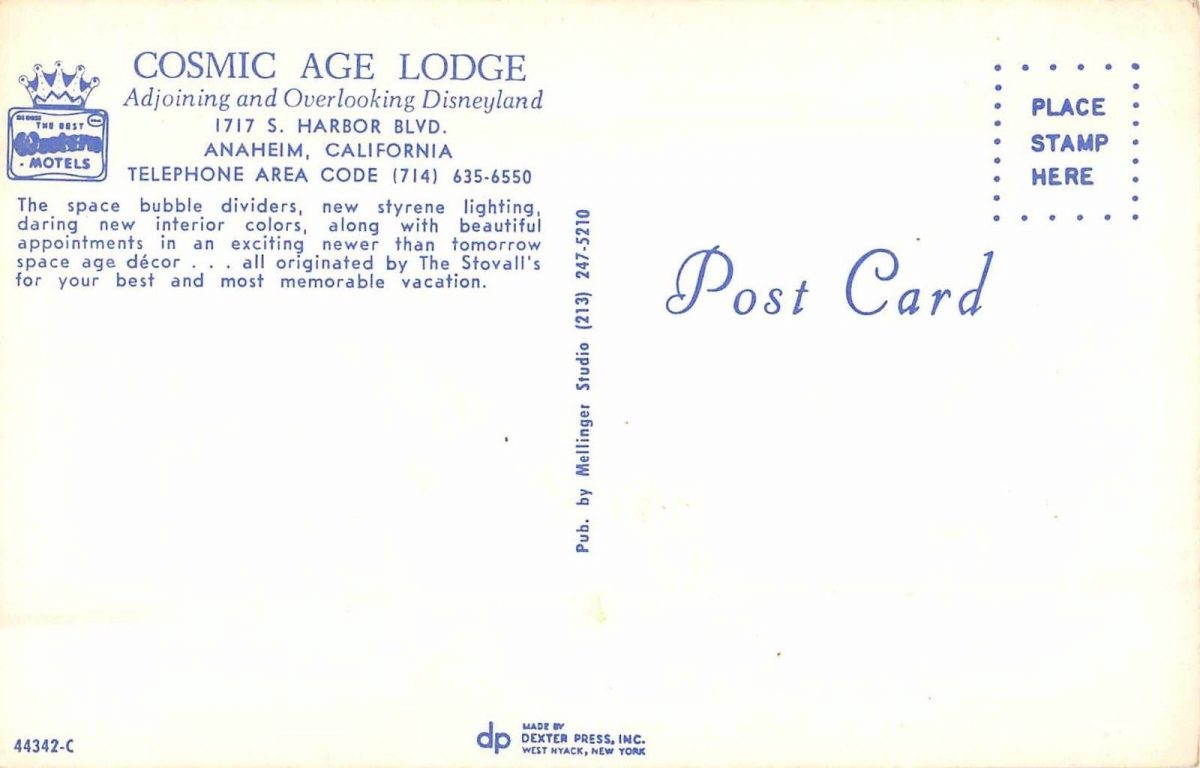 COSMIC AGE LODGE
Adjoining and Overlooking Disneyland
1717 S. HARBOR BLVD.
ANAHEIM, CALIFORNIA
TELEPHONE AREA CODE (714) 635-6550
THE BEST
Western
MOTELS
The space bubble dividers, new styrene lighting,
daring new interior colors, along with beautiful
appointments in an exciting newer than tomorrow
space age décor . . . all originated by The Stovall's
for your best and most memorable vacation.
Pub. by Mellinger Studio (213) 247-5210
PLACE
STAMP
HERE
Post Card
44342-C
dp
MADE BY
DEXTER PRESS, INC.
WEST NYACK, NEW YORK